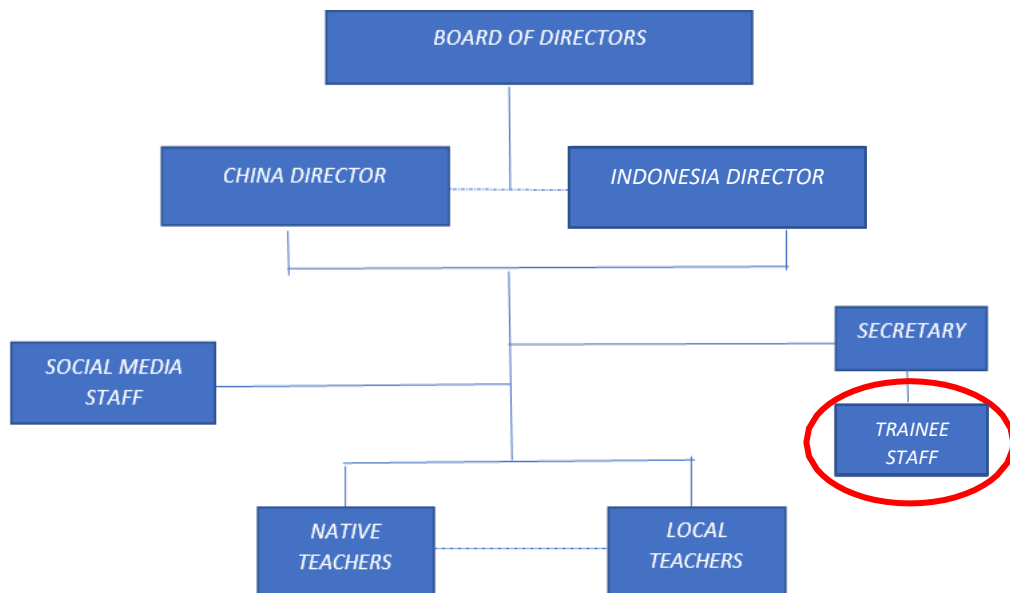 BOARD OF DIRECTORS
CHINA DIRECTOR
INDONESIA DIRECTOR
SECRETARY
SOCIAL MEDIA
STAFF
TRAINEE
STAFF
NATIVE
TEACHERS
LOCAL
TEACHERS